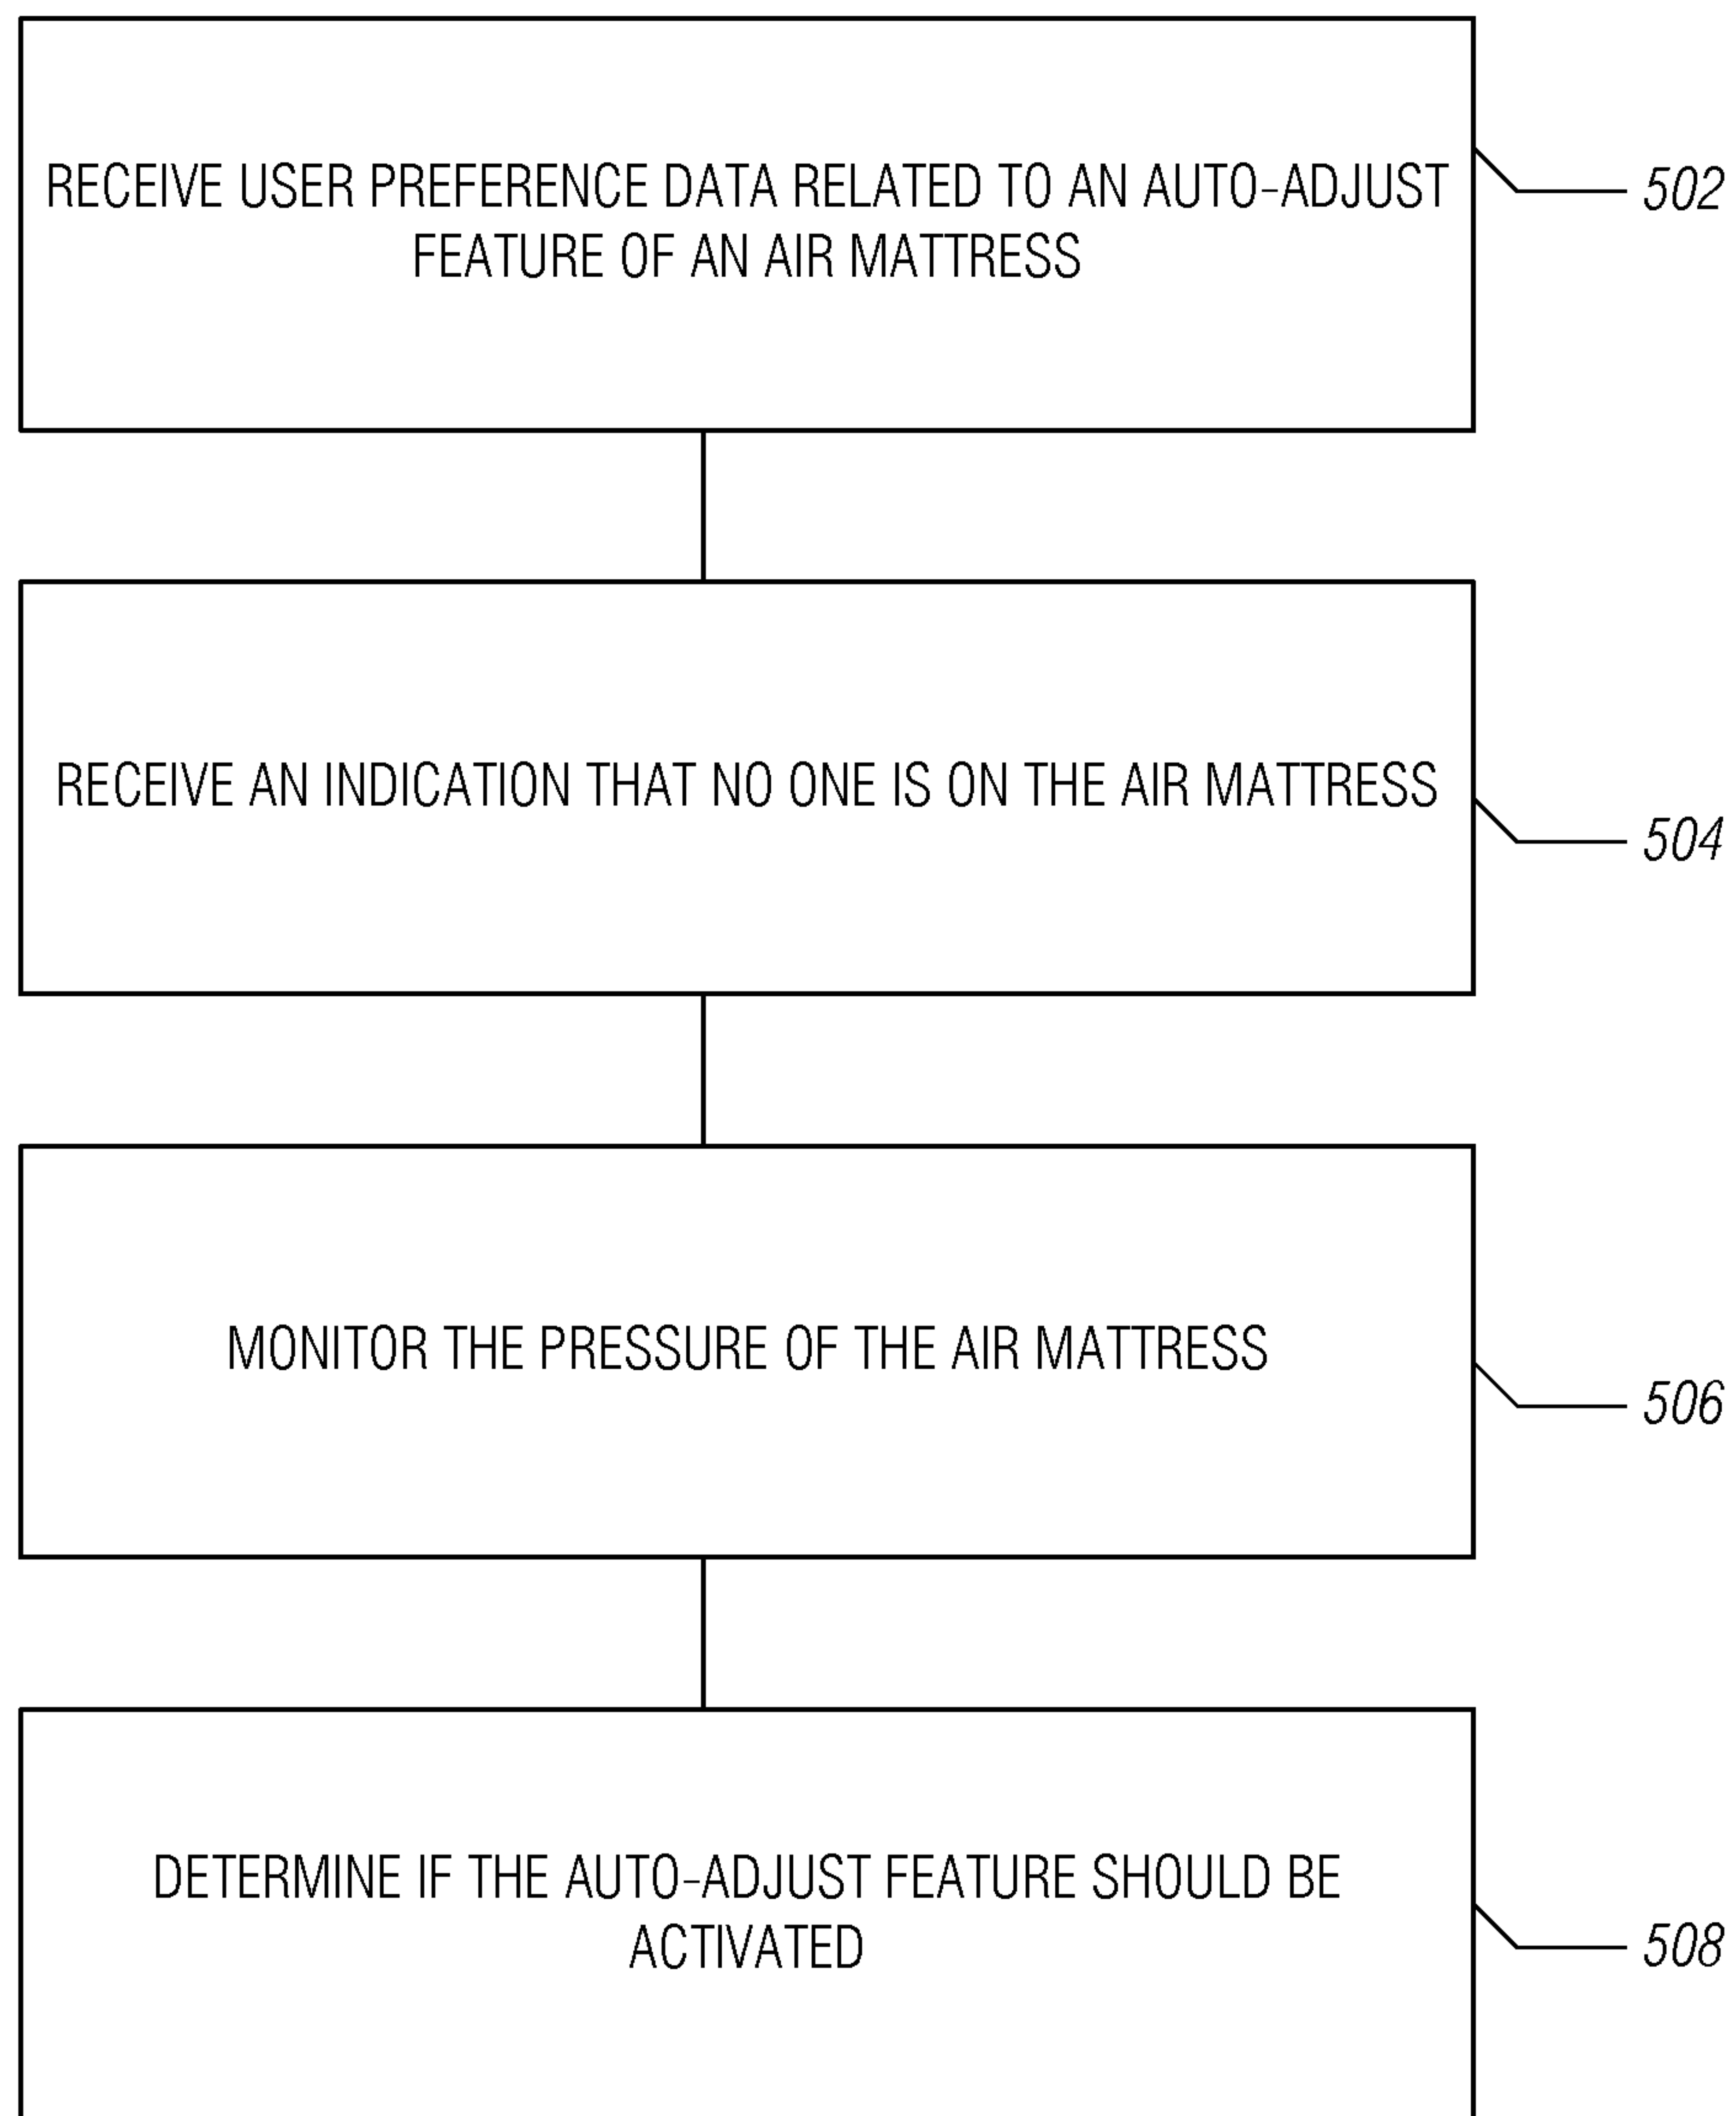 RECEIVE USER PREFERENCE DATA RELATED TO AN AUTO-ADJUST
FEATURE OF AN AIR MATTRESS
502
RECEIVE AN INDICATION THAT NO ONE IS ON THE AIR MATTRESS
504
MONITOR THE PRESSURE OF THE AIR MATTRESS
506
DETERMINE IF THE AUTO-ADJUST FEATURE SHOULD BE
ACTIVATED
508